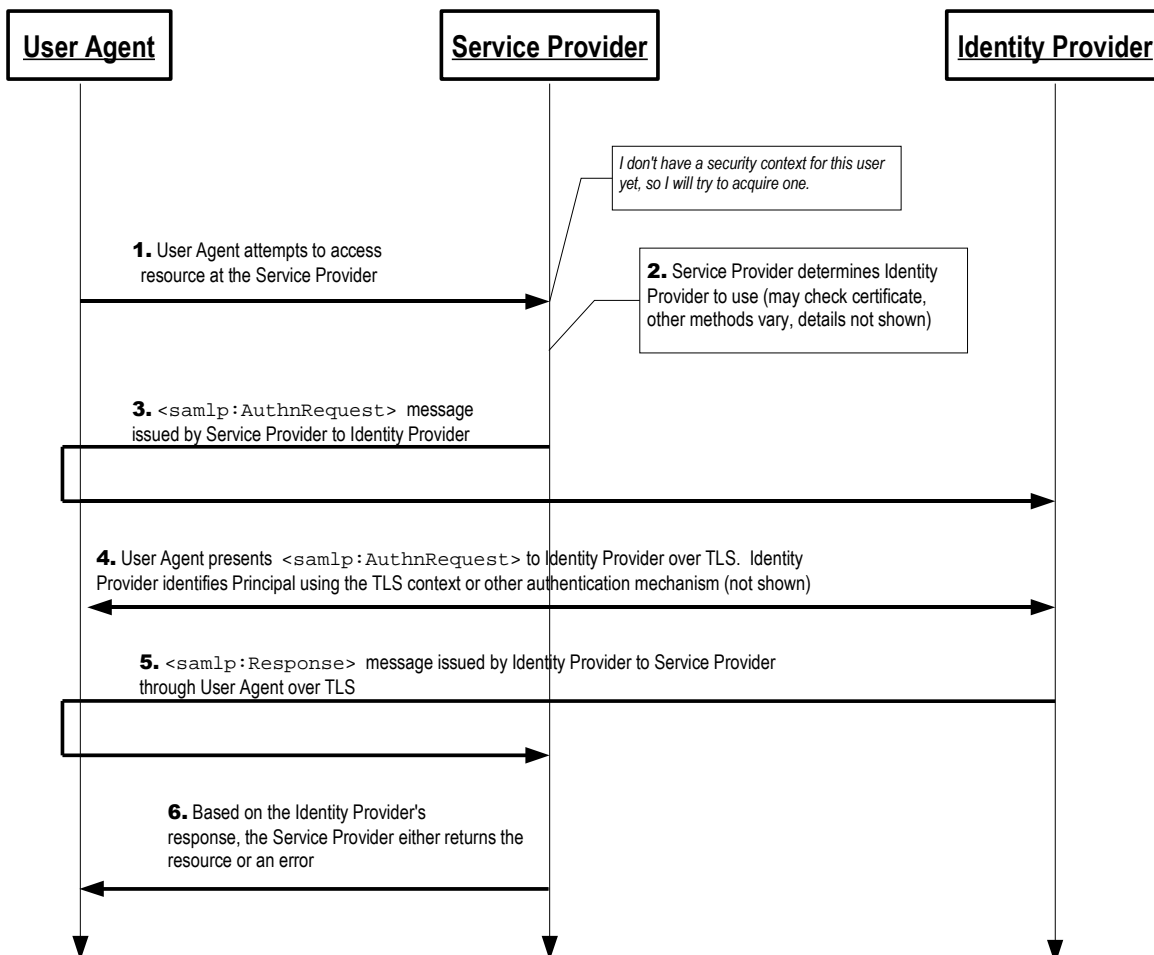 User Agent
Service Provider
Identity Provider
I don't have a security context for this user
yet, so I will try to acquire one.
1. User Agent attempts to access
resource at the Service Provider
2. Service Provider determines Identity
Provider to use (may check certificate,
other methods vary, details not shown)
3. <samlp:AuthnRequest> message
issued by Service Provider to Identity Provider
4. User Agent presents <samlp:AuthnRequest> to Identity Provider over TLS. Identity
Provider identifies Principal using the TLS context or other authentication mechanism (not shown)
5. <samlp:Response> message issued by Identity Provider to Service Provider
through User Agent over TLS
6. Based on the Identity Provider's
response, the Service Provider either returns the
resource or an error